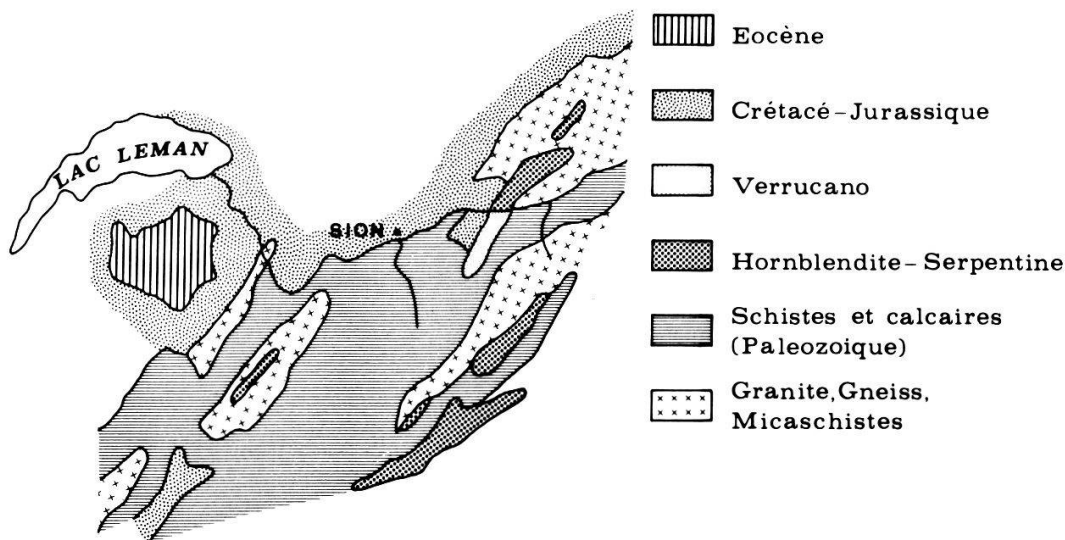 LAC LEMAN
SION
Eocène
Crétacé-Jurassique
Verrucano
Hornblendite-Serpentine
Schistes et calcaires
(Paleozoique)
Granite, Gneiss,
Micaschistes